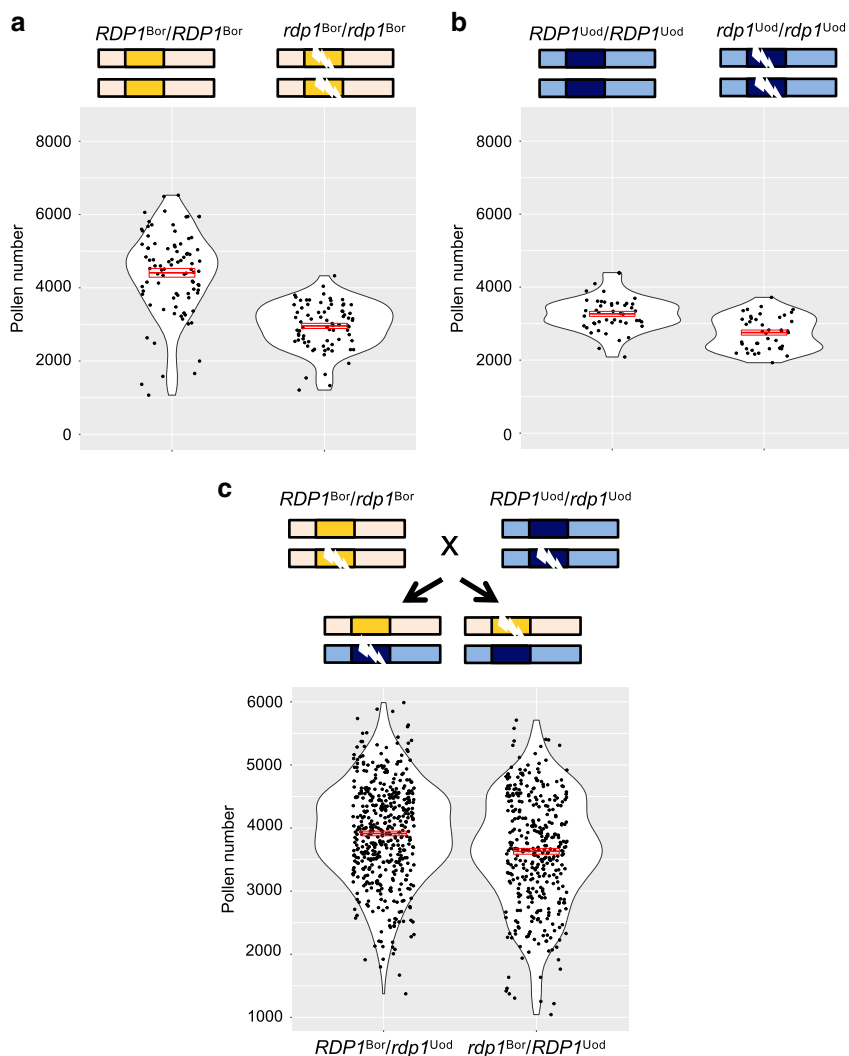 a
RDP1Bor/RDP1Bor
rdp1Bor/rdp1Bor
Pollen number
8000
6000
4000
2000
0
b
RDP1Uod/RDP1Uod
rdp1Uod/rdp1Uod
Pollen number
8000
6000
4000
2000
0
c
RDP1Bor/rdp1Bor
RDP1Uod/rdp1Uod
X
Pollen number
6000
5000
4000
3000
2000
1000
RDP1Bor/rdp1Uod
rdp1Bor/RDP1Uod